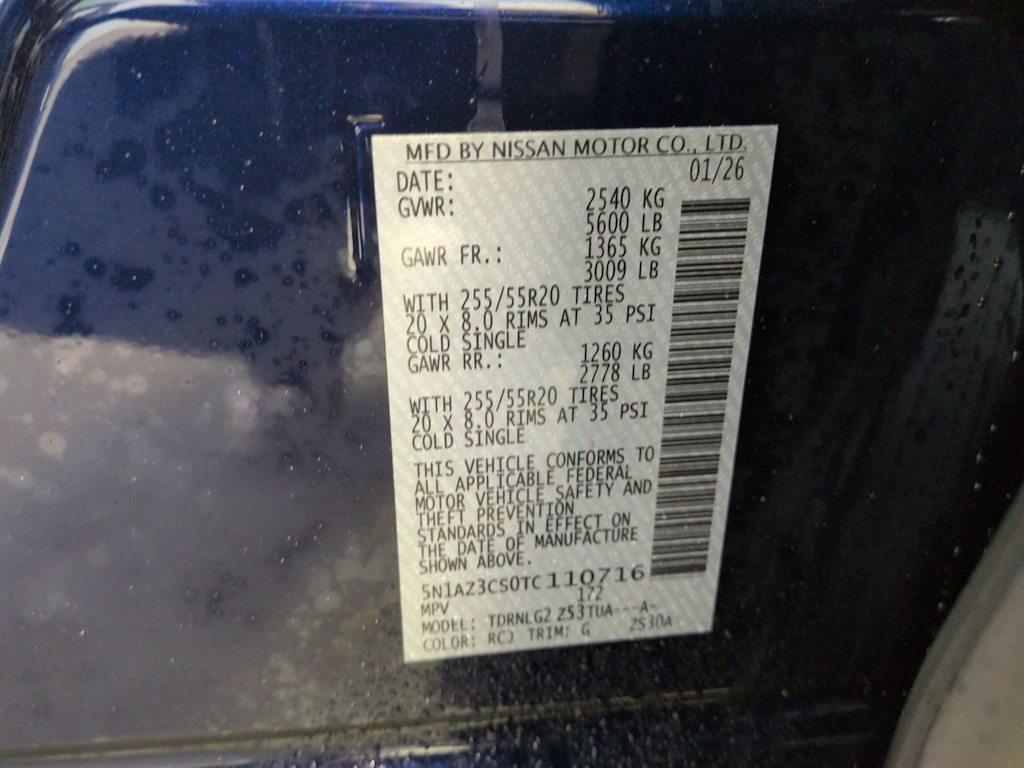 MFD BY NISSAN MOTOR CO., LTD.
DATE: 01/26
GVWR: 2540 KG
5600 LB
GAWR FR.: 1365 KG
3009 LB
WITH 255/55R20 TIRES
20 X 8.0 RIMS AT 35 PSI
COLD SINGLE
GAWR RR.: 1260 KG
2778 LB
WITH 255/55R20 TIRES
20 X 8.0 RIMS AT 35 PSI
COLD SINGLE
THIS VEHICLE CONFORMS TO
ALL APPLICABLE FEDERAL
MOTOR VEHICLE SAFETY AND
THEFT PREVENTION
STANDARDS IN EFFECT ON
THE DATE OF MANUFACTURE
SHOWN ABOVE.
5N1AZ3CS0TC110716
MPV 172
MODEL: TDRNLG2 ZS3TUA---A-
COLOR: RCJ TRIM: G ZS30A